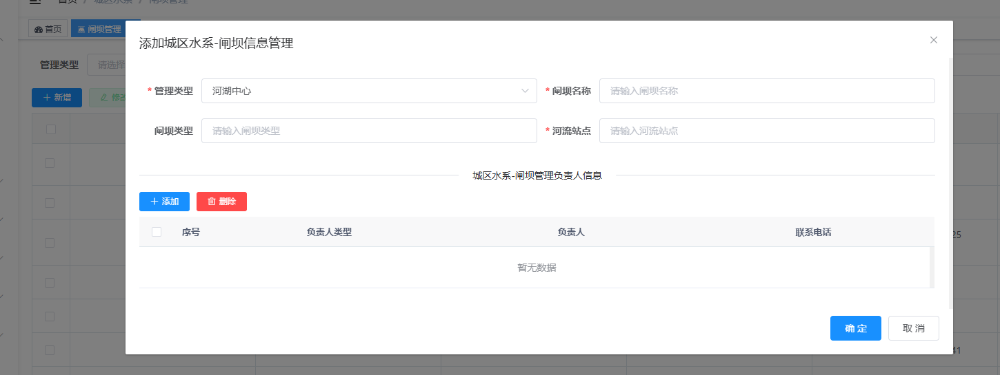 首页 / 城区水系 / 闸坝管理
首页 闸坝管理
添加城区水系-闸坝信息管理
管理类型 请选择
* 管理类型 河湖中心 * 闸坝名称 请输入闸坝名称
+ 新增 修改
闸坝类型 请输入闸坝类型 * 河流站点 请输入河流站点
城区水系-闸坝管理负责人信息
+ 添加 删除
序号 负责人类型 负责人 联系电话
25
暂无数据
确 定 取 消
41